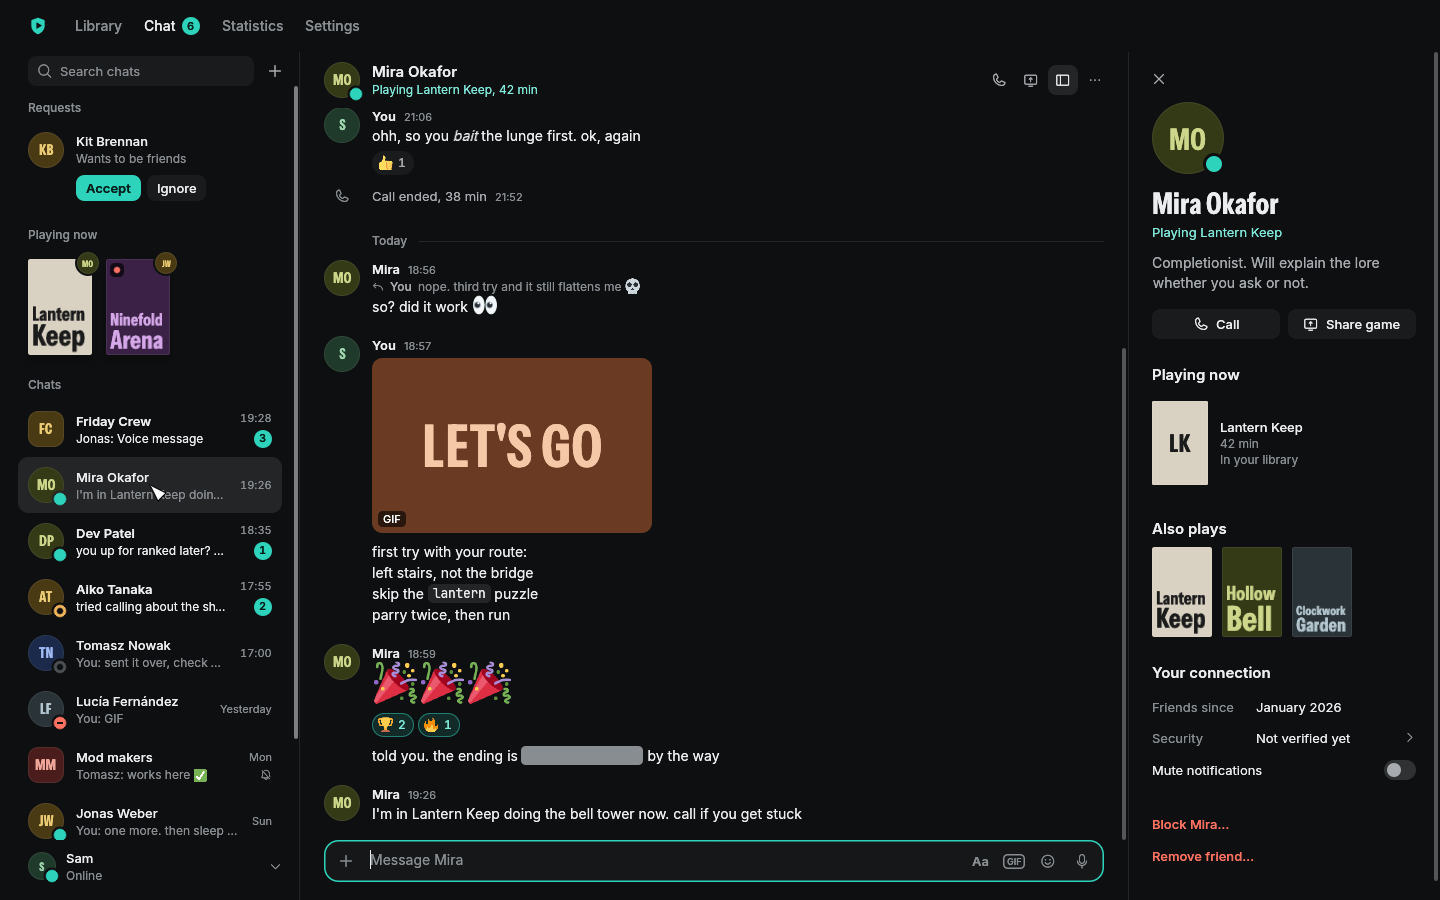 Library
Chat
6
Statistics
Settings
Search chats
Requests
KB
Kit Brennan
Wants to be friends
Accept
Ignore
Playing now
MO
Lantern
Keep
JW
Ninefold
Arena
Chats
FC
Friday Crew
19:28
Jonas: Voice message
3
MO
Mira Okafor
I'm in Lantern Keep doin...
19:26
DP
Dev Patel
18:35
you up for ranked later? ...
1
AT
Aiko Tanaka
17:55
tried calling about the sh...
2
TN
Tomasz Nowak
You: sent it over, check ...
17:00
LF
Lucía Fernández
You: GIF
Yesterday
MM
Mod makers
Mon
Tomasz: works here ✅
JW
Jonas Weber
You: one more. then sleep ...
Sun
S
Sam
Online
MO
Mira Okafor
Playing Lantern Keep, 42 min
S
You 21:06
ohh, so you bait the lunge first. ok, again
👍 1
Call ended, 38 min 21:52
Today
MO
Mira 18:56
You nope. third try and it still flattens me 💀
so? did it work 👀
S
You 18:57
LET'S GO
GIF
first try with your route:
left stairs, not the bridge
skip the lantern puzzle
parry twice, then run
MO
Mira 18:59
🎉🎉🎉
🏆 2 🔥 1
told you. the ending is by the way
MO
Mira 19:26
I'm in Lantern Keep doing the bell tower now. call if you get stuck
Message Mira
Aa
GIF
MO
Mira Okafor
Playing Lantern Keep
Completionist. Will explain the lore
whether you ask or not.
Call
Share game
Playing now
LK
Lantern Keep
42 min
In your library
Also plays
Lantern
Keep
Hollow
Bell
Clockwork
Garden
Your connection
Friends since January 2026
Security Not verified yet
Mute notifications
Block Mira...
Remove friend...